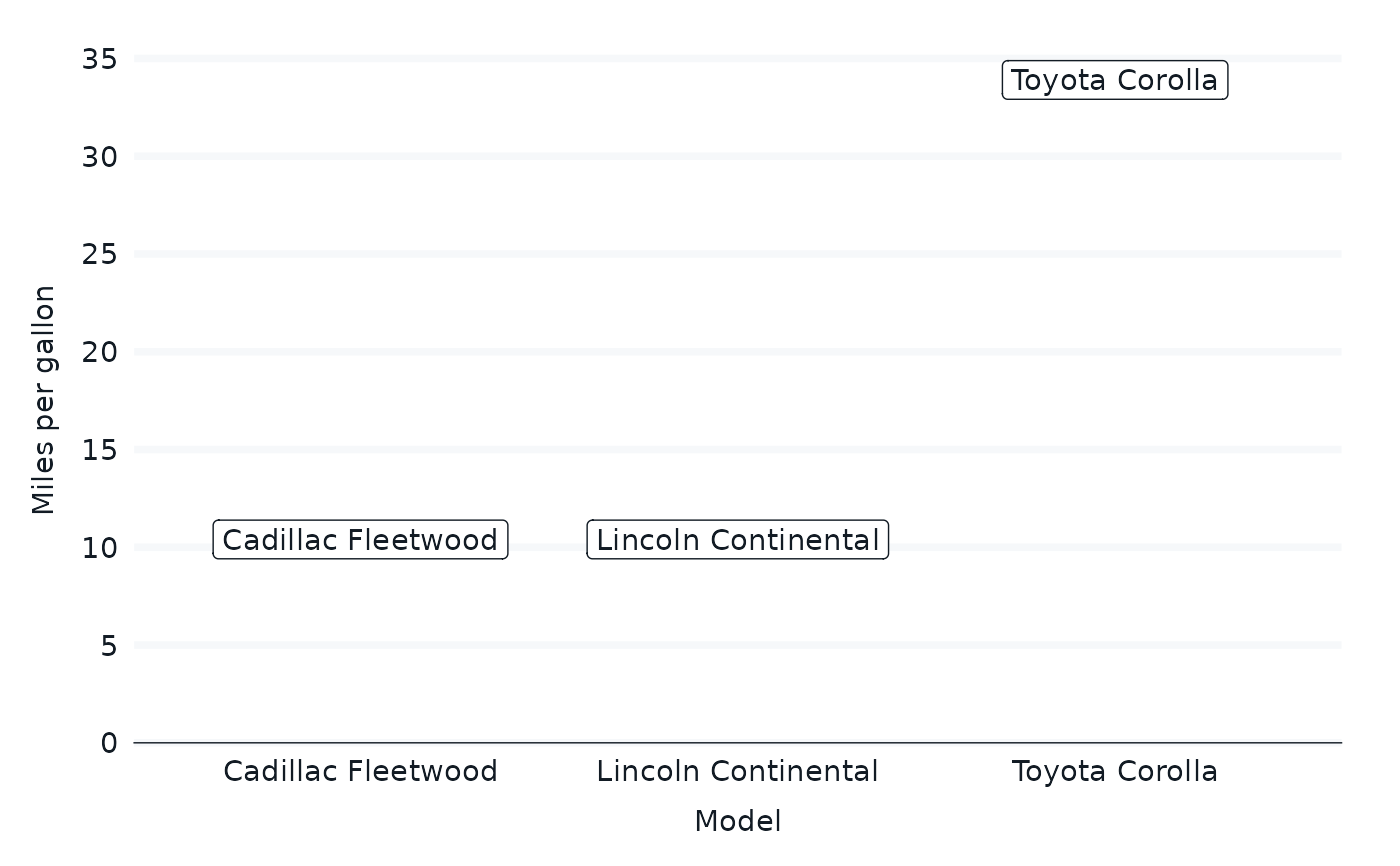 35
Toyota Corolla
30
25
20
15
Cadillac Fleetwood
Lincoln Continental
10
5
0
Miles per gallon
Cadillac Fleetwood
Lincoln Continental
Toyota Corolla
Model